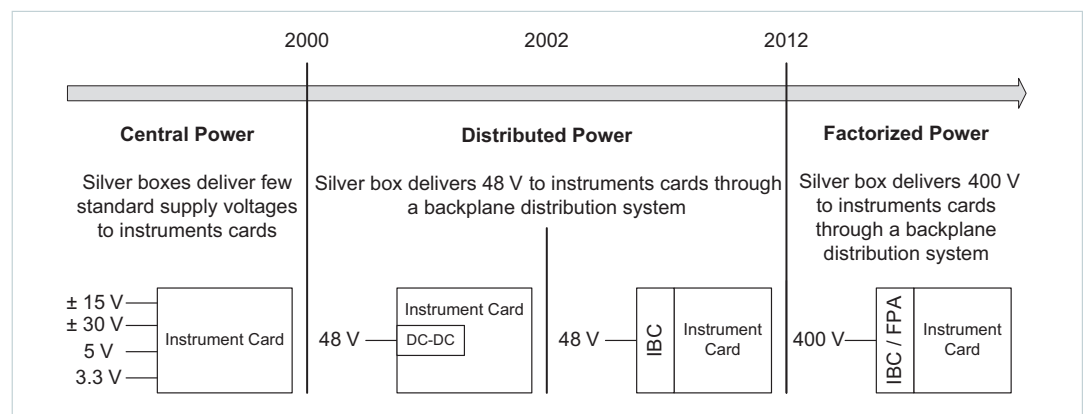 2000
2002
2012
Central Power
Distributed Power
Factorized Power
Silver boxes deliver few
standard supply voltages
to instruments cards
Silver box delivers 48 V to instruments cards through
a backplane distribution system
Silver box delivers 400 V
to instruments cards
through a backplane
distribution system
± 15 V
± 30 V
5 V
3.3 V
Instrument Card
48 V
Instrument Card
DC-DC
48 V
IBC
Instrument
Card
400 V
IBC / FPA
Instrument
Card